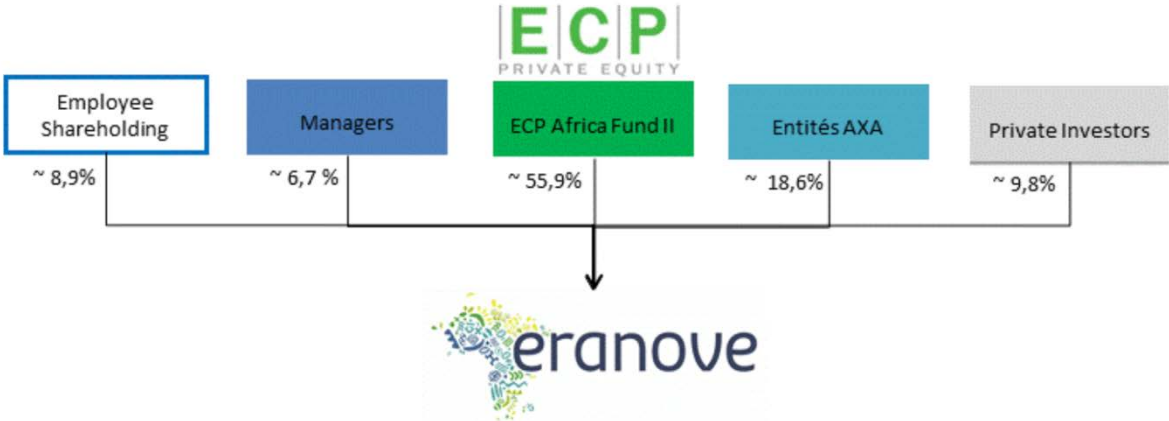 ECP
PRIVATE EQUITY
Employee
Shareholding
Managers
ECP Africa Fund II
Entités AXA
Private Investors
~ 8,9%
~ 6,7 %
~ 55,9%
~ 18,6%
~ 9,8%
eranove